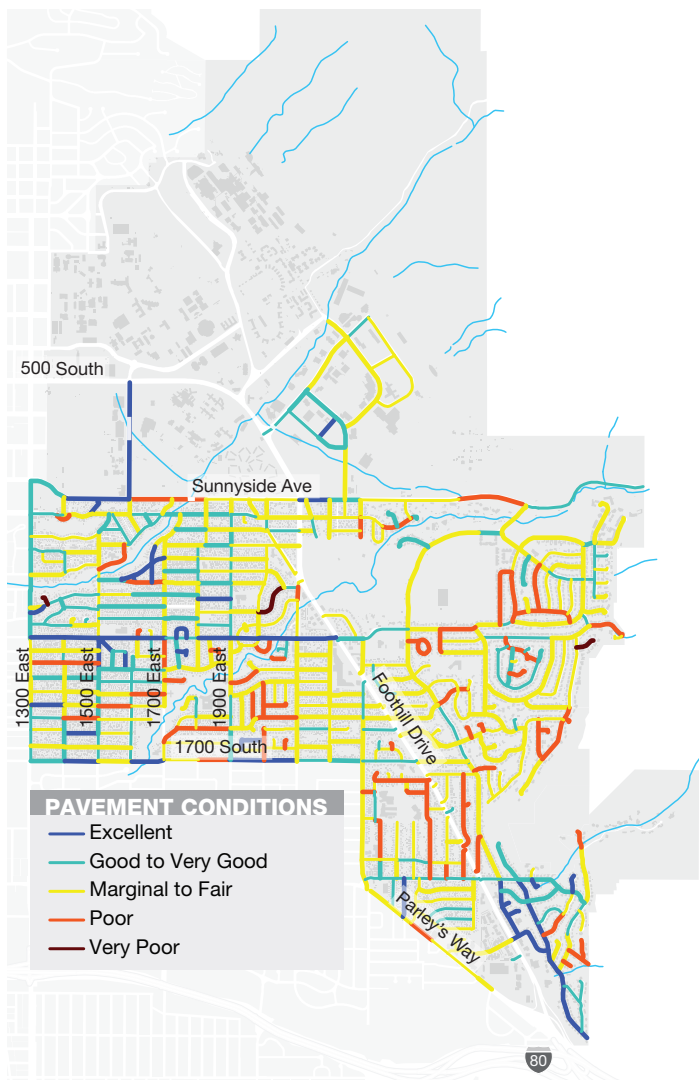 500 South
Sunnyside Ave
1300 East
1500 East
1700 East
1900 East
Foothill Drive
1700 South
PAVEMENT CONDITIONS
Excellent
Good to Very Good
Marginal to Fair
Poor
Very Poor
Parley's Way
80